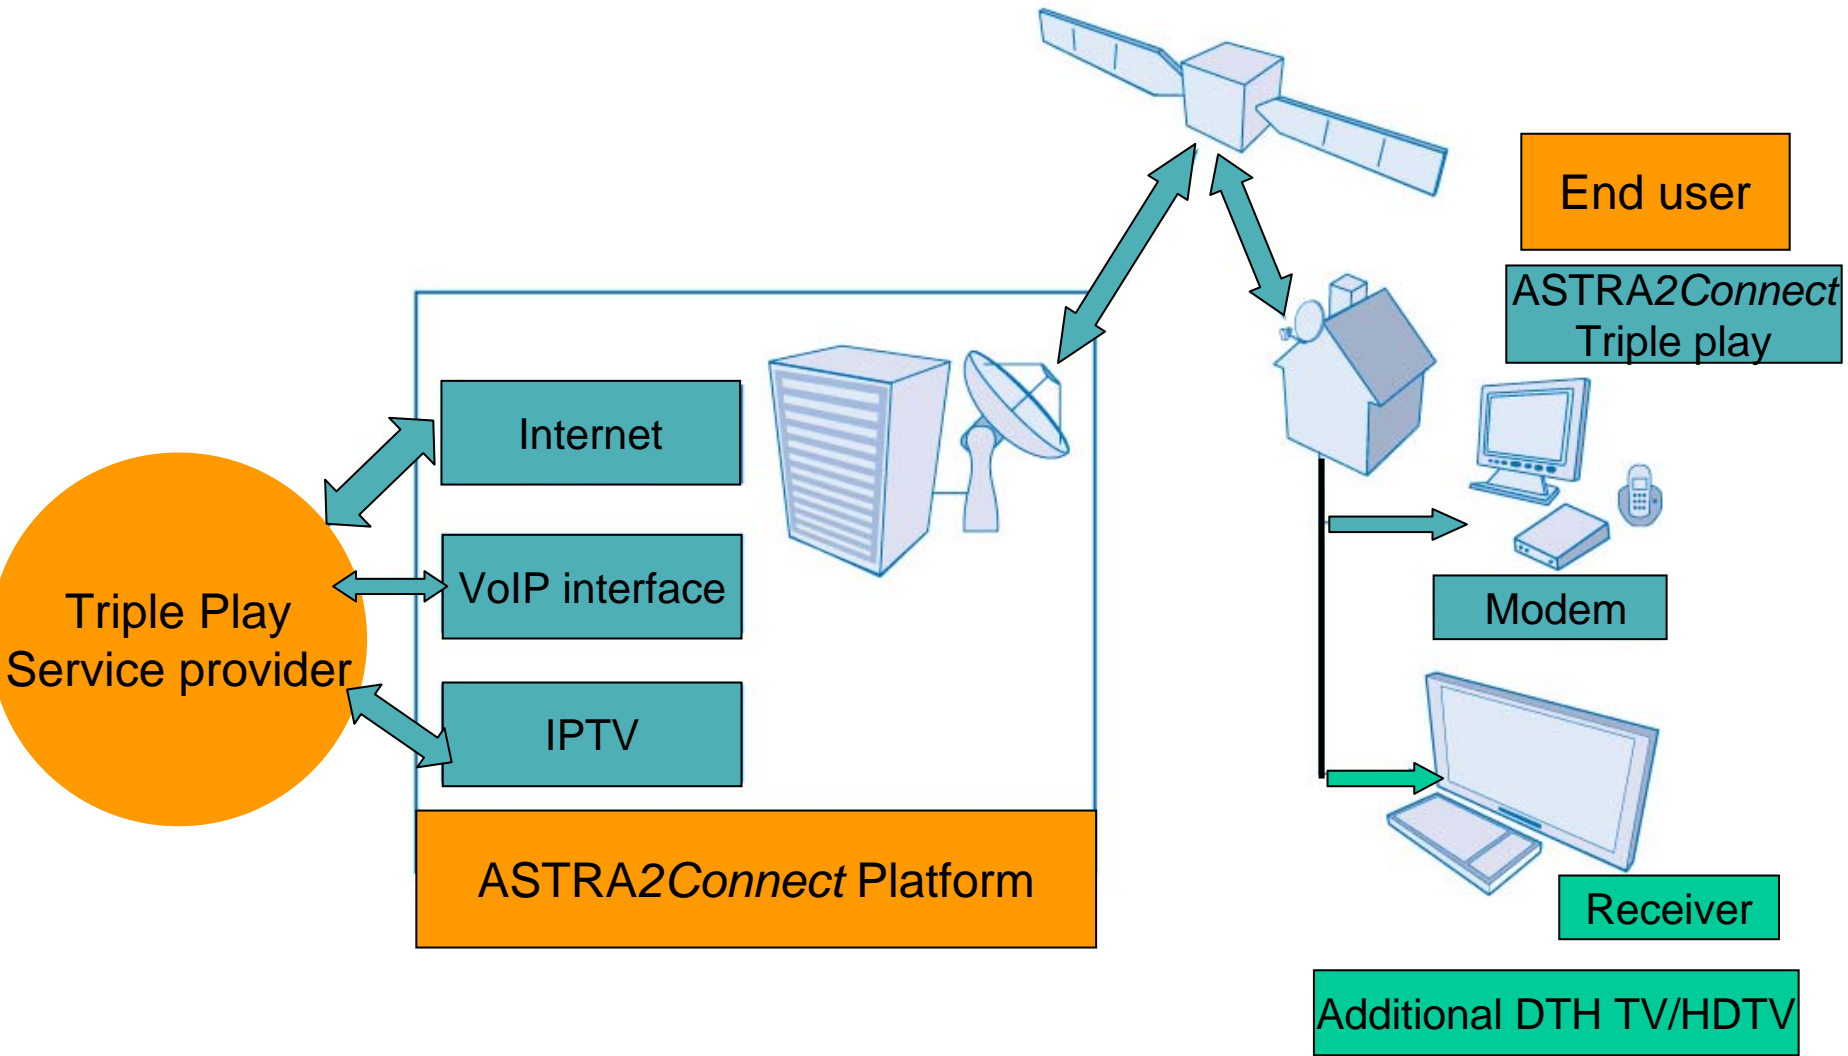 End user
ASTRA2Connect
Triple play
Internet
VoIP interface
Triple Play
Service provider
IPTV
Modem
ASTRA2Connect Platform
Receiver
Additional DTH TV/HDTV